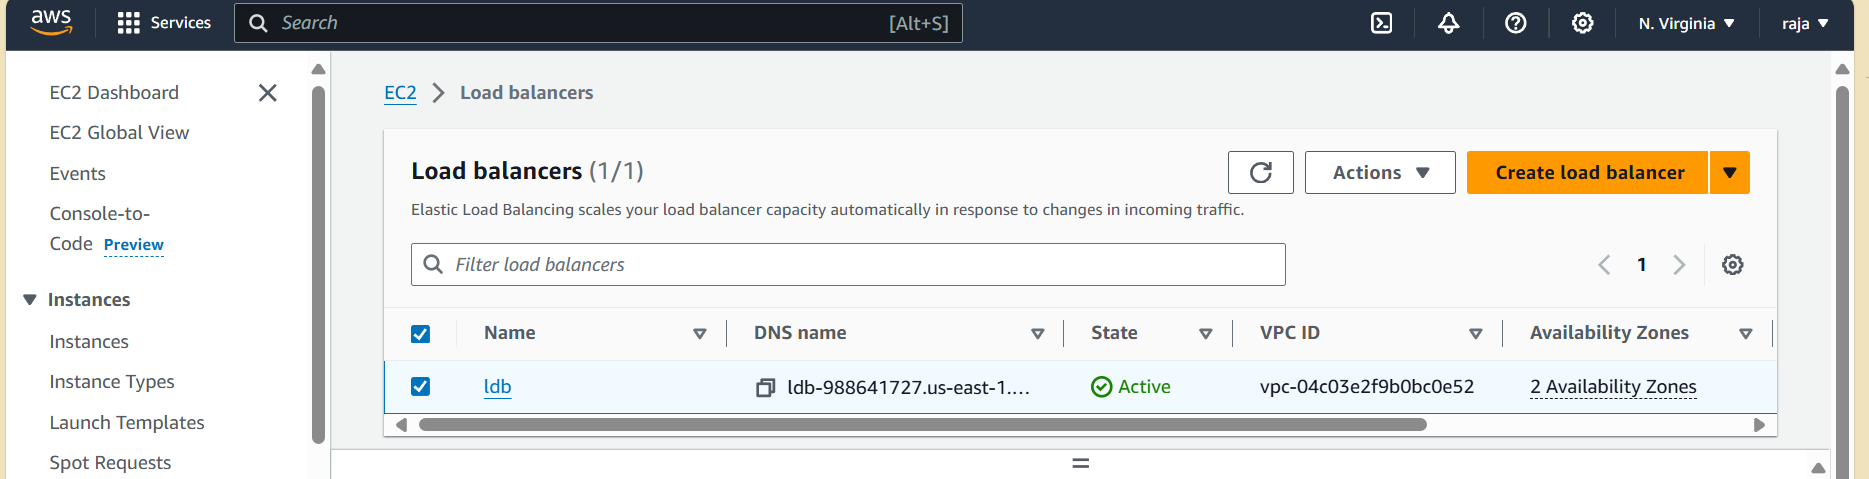 aws
Services
Search
[Alt+S]
N. Virginia
raja
EC2 Dashboard
EC2 Global View
Events
Console-to-
Code Preview
Instances
Instances
Instance Types
Launch Templates
Spot Requests
EC2 > Load balancers
Load balancers (1/1)
Actions
Create load balancer
Elastic Load Balancing scales your load balancer capacity automatically in response to changes in incoming traffic.
Filter load balancers
1
Name DNS name State VPC ID Availability Zones
ldb ldb-988641727.us-east-1.... Active vpc-04c03e2f9b0bc0e52 2 Availability Zones